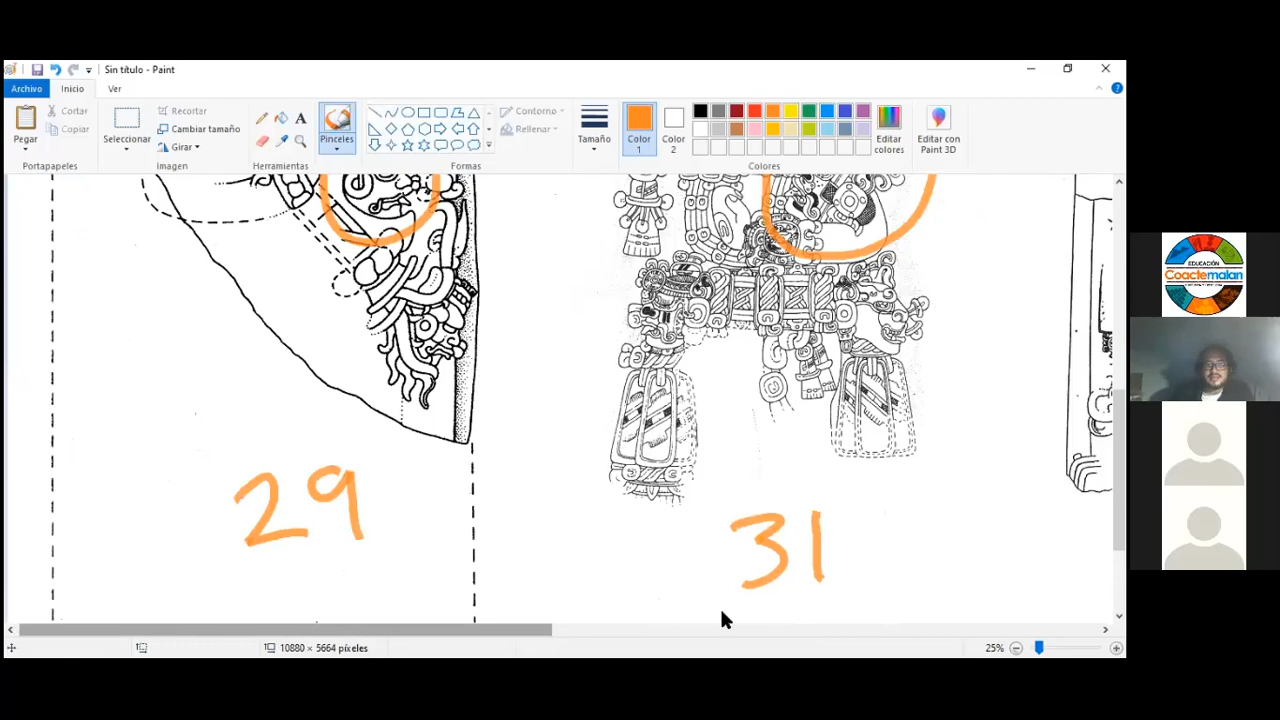 Sin título - Paint
Archivo Inicio Ver
Pegar
Cortar
Copiar
Portapapeles
Seleccionar
Recortar
Cambiar tamaño
Girar
Imagen
A
Herramientas
Pinceles
Contorno
Rellenar
Formas
Tamaño
Color
1
Color
2
Editar
colores
Editar con
Paint 3D
Colores
29
31
10880 × 5664 píxeles
25%
EDUCACIÓN
Coactemalan